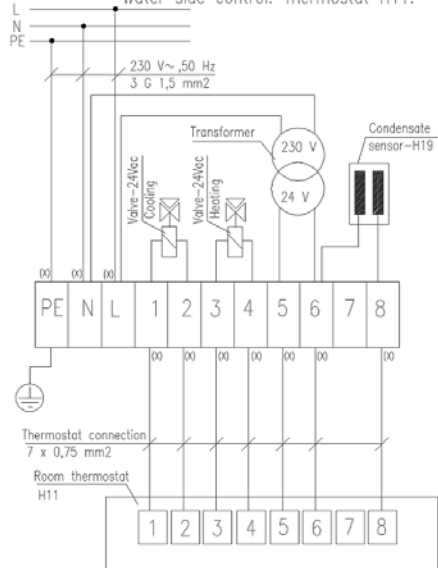 Water side control. Thermostat H11.
L
N
PE
230 V~ ,50 Hz
3 G 1,5 mm2
Transformer
Condensate
sensor-H19
230 V
24 V
Valve-24Vac
Cooling
Valve-24Vac
Heating
(X) (X) (X)
PE N L 1 2 3 4 5 6 7 8
(X) (X) (X) (X) (X) (X) (X)
Thermostat connection
7 x 0,75 mm2
Room thermostat
H11
1 2 3 4 5 6 7 8